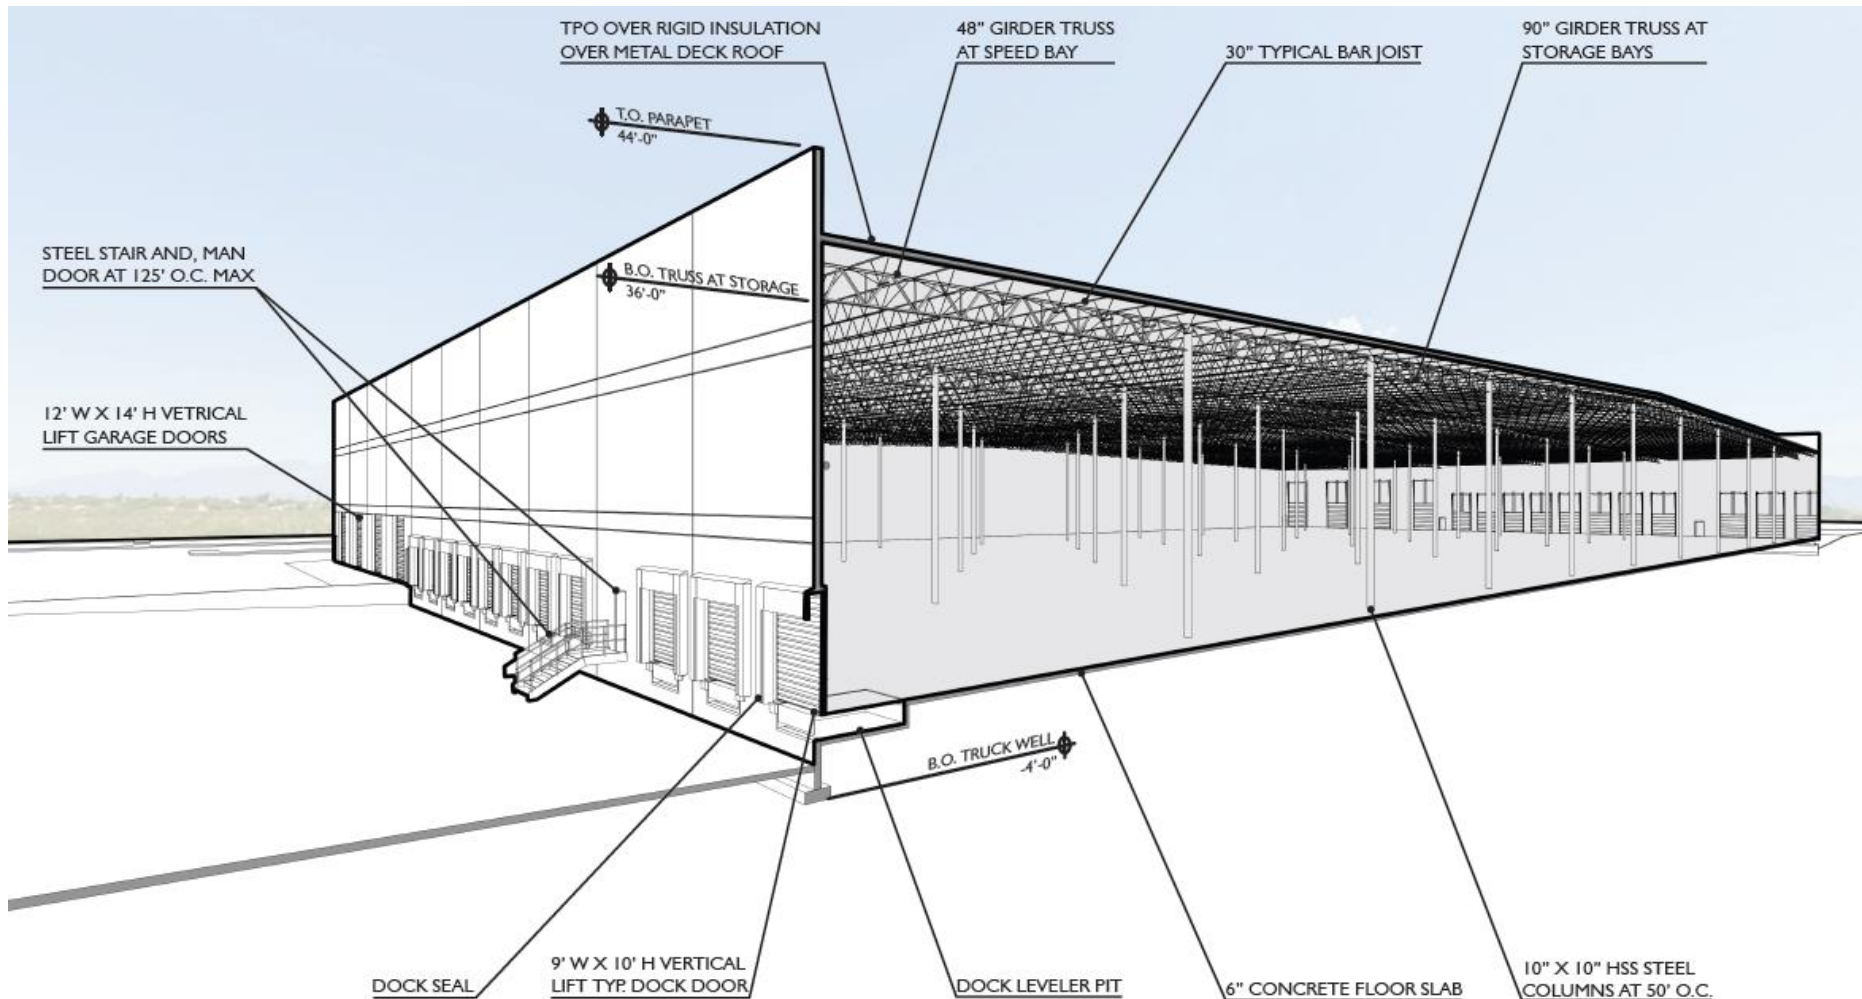 TPO OVER RIGID INSULATION
OVER METAL DECK ROOF
48" GIRDER TRUSS
AT SPEED BAY
30" TYPICAL BAR JOIST
90" GIRDER TRUSS AT
STORAGE BAYS
T.O. PARAPET
44'-0"
STEEL STAIR AND, MAN
DOOR AT 125' O.C. MAX
B.O. TRUSS AT STORAGE
36'-0"
12' W X 14' H VETRICAL
LIFT GARAGE DOORS
B.O. TRUCK WELL
-4'-0"
DOCK SEAL
9' W X 10' H VERTICAL
LIFT TYP. DOCK DOOR
DOCK LEVELER PIT
6" CONCRETE FLOOR SLAB
10" X 10" HSS STEEL
COLUMNS AT 50' O.C.